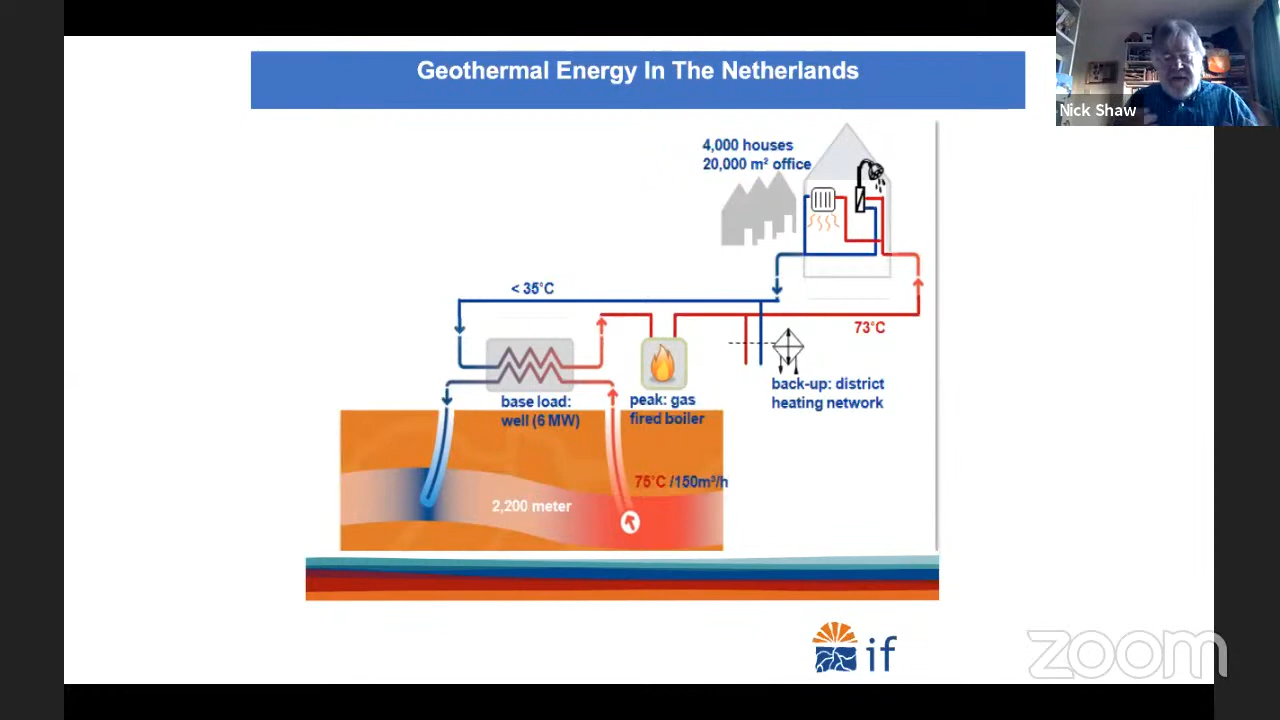 Geothermal Energy In The Netherlands
Nick Shaw
4,000 houses
20,000 m² office
< 35°C
73°C
back-up: district
heating network
base load:
well (6 MW)
peak: gas
fired boiler
75°C /150m³/h
2,200 meter
if
zoom